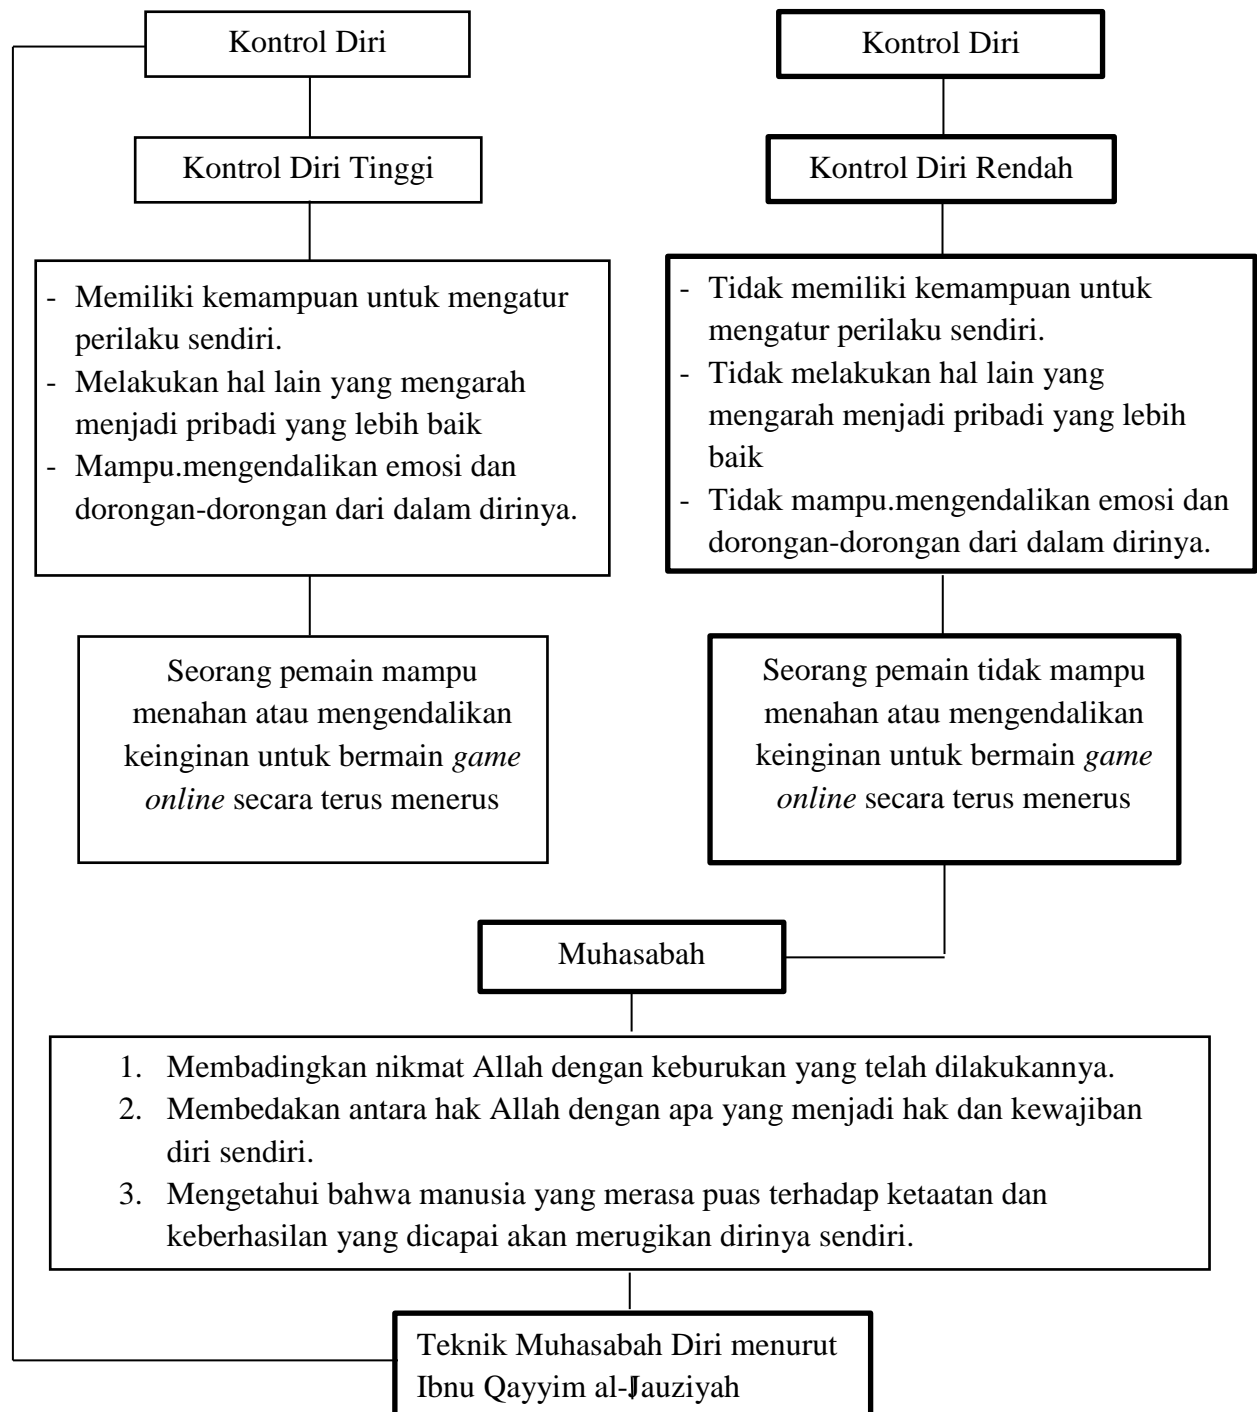 Kontrol Diri
Kontrol Diri Tinggi
- Memiliki kemampuan untuk mengatur
perilaku sendiri.
- Melakukan hal lain yang mengarah
menjadi pribadi yang lebih baik
- Mampu.mengendalikan emosi dan
dorongan-dorongan dari dalam dirinya.
Seorang pemain mampu
menahan atau mengendalikan
keinginan untuk bermain game
online secara terus menerus
Kontrol Diri
Kontrol Diri Rendah
- Tidak memiliki kemampuan untuk
mengatur perilaku sendiri.
- Tidak melakukan hal lain yang
mengarah menjadi pribadi yang lebih
baik
- Tidak mampu.mengendalikan emosi dan
dorongan-dorongan dari dalam dirinya.
Seorang pemain tidak mampu
menahan atau mengendalikan
keinginan untuk bermain game
online secara terus menerus
Muhasabah
1. Membadingkan nikmat Allah dengan keburukan yang telah dilakukannya.
2. Membedakan antara hak Allah dengan apa yang menjadi hak dan kewajiban
diri sendiri.
3. Mengetahui bahwa manusia yang merasa puas terhadap ketaatan dan
keberhasilan yang dicapai akan merugikan dirinya sendiri.
Teknik Muhasabah Diri menurut
Ibnu Qayyim al-Jauziyah